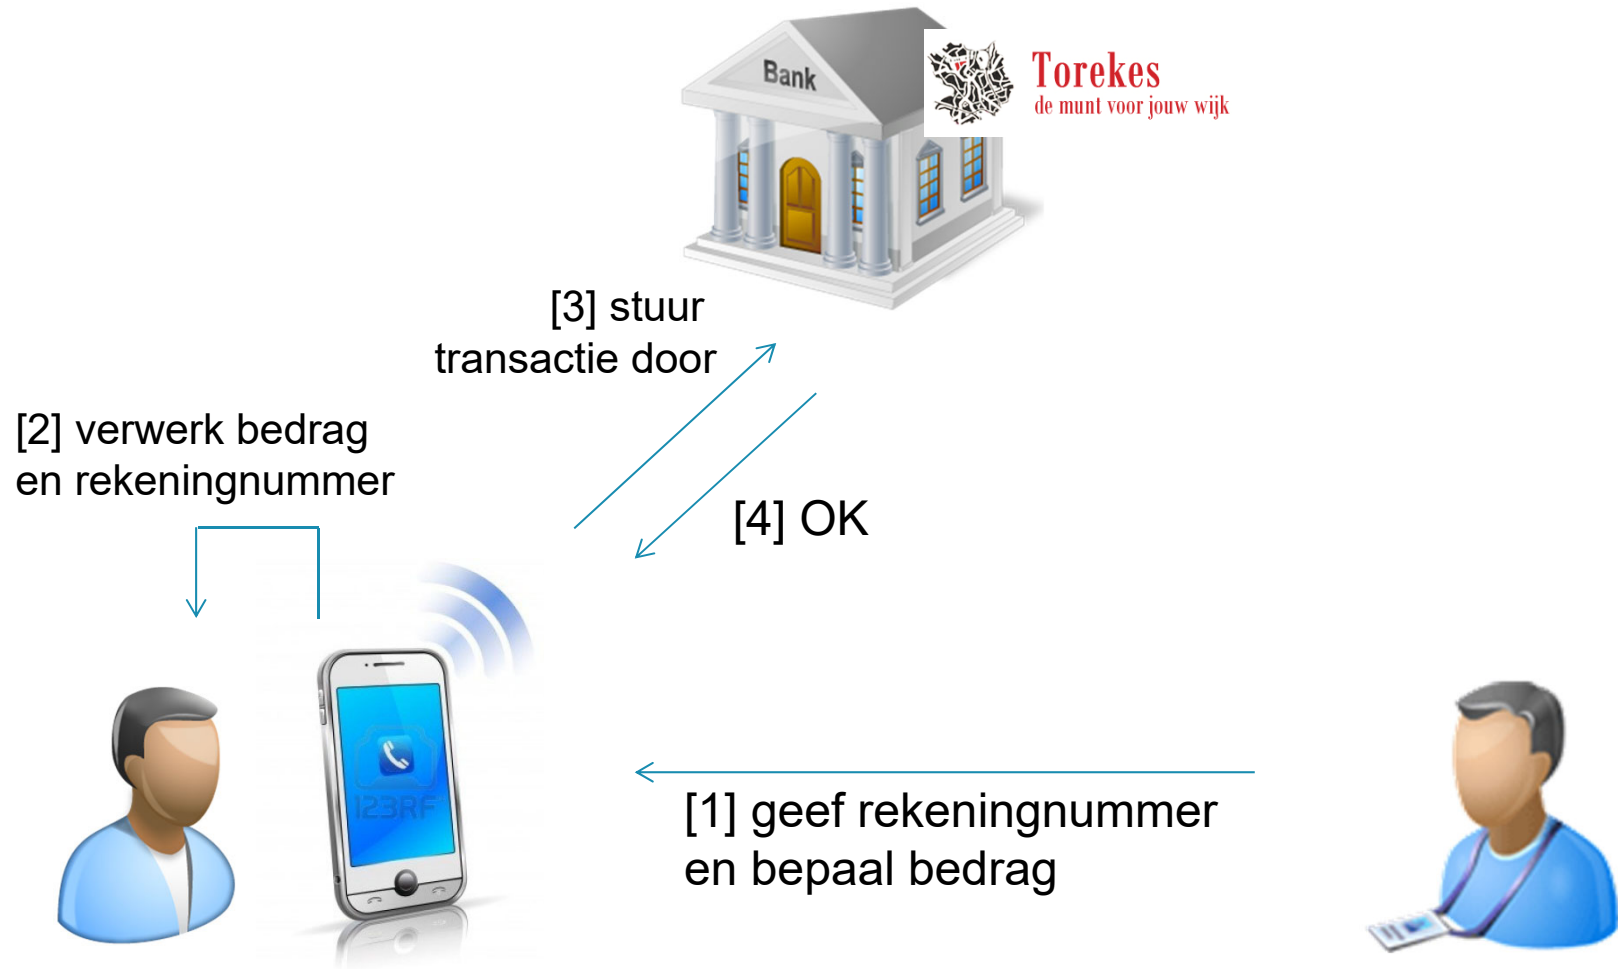 Bank
Torekes
de munt voor jouw wijk
[3] stuur
transactie door
[2] verwerk bedrag
en rekeningnummer
[4] OK
123RF
[1] geef rekeningnummer
en bepaal bedrag